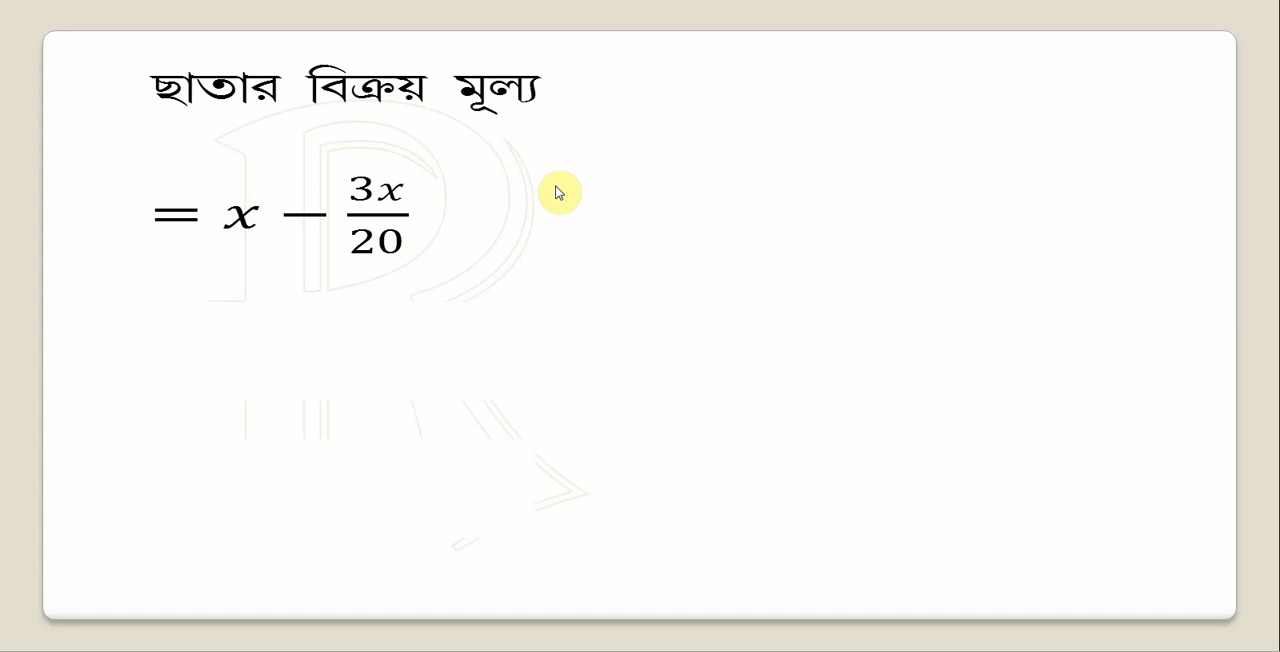 ছাতার বিক্রয় মূল্য
= x − 3x/20